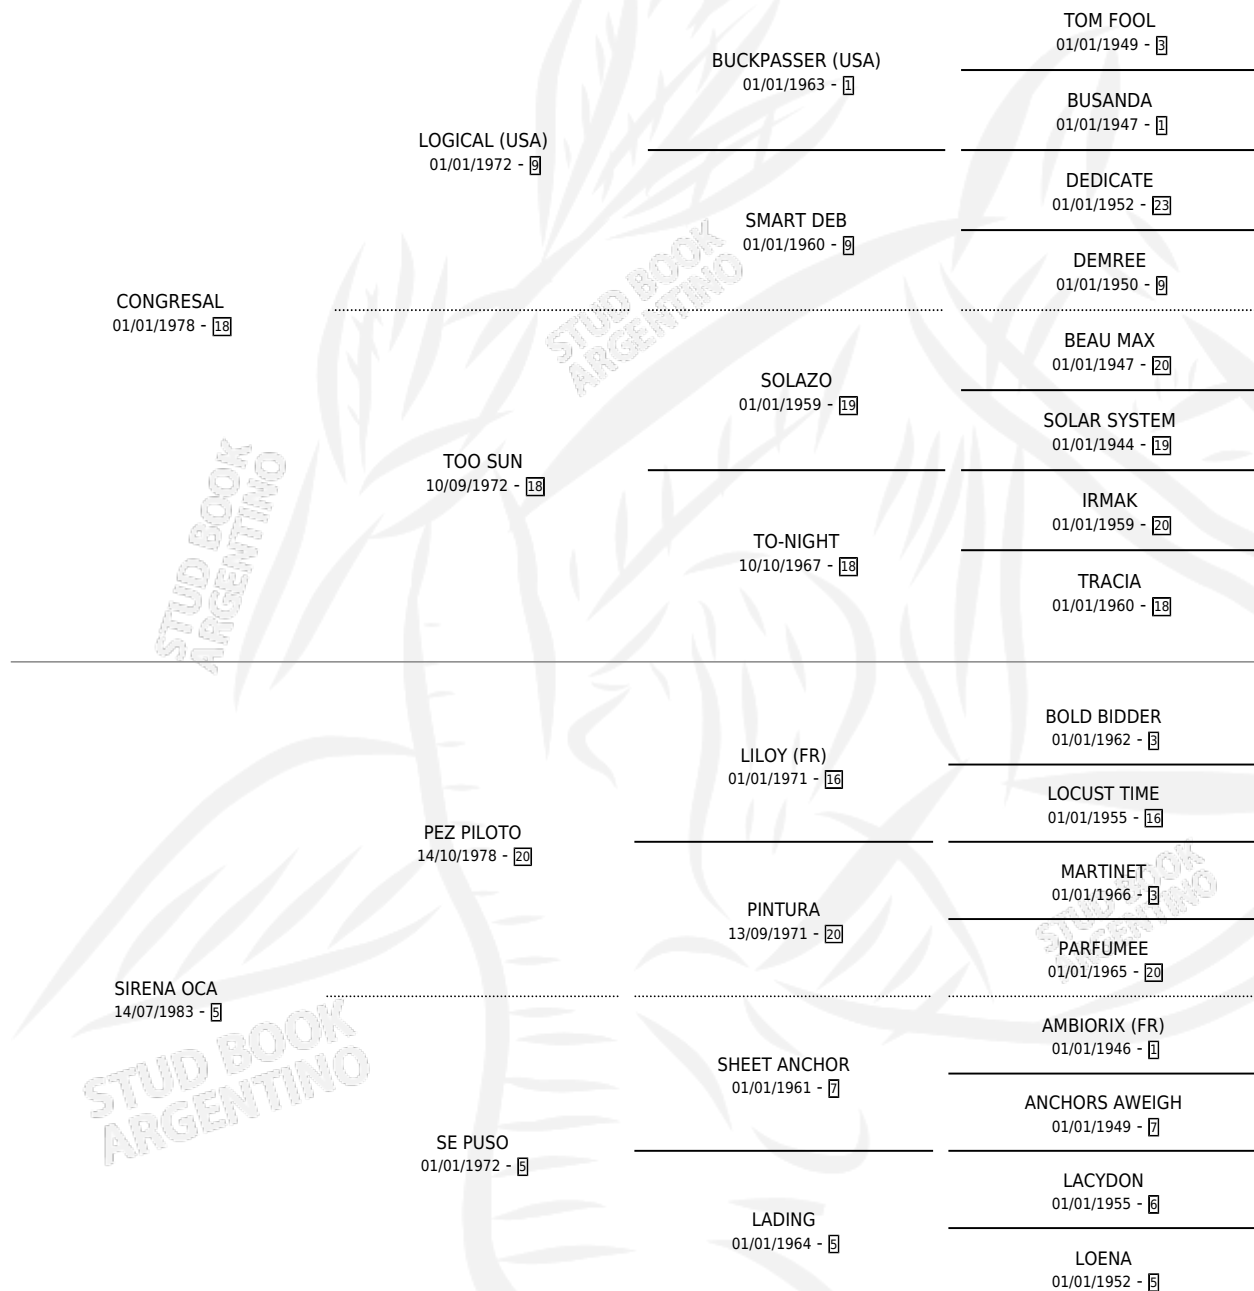 TOM FOOL
01/01/1949 - 3
BUCKPASSER (USA)
01/01/1963 - 1
BUSANDA
01/01/1947 - 1
LOGICAL (USA)
01/01/1972 - 9
DEDICATE
01/01/1952 - 23
SMART DEB
01/01/1960 - 9
DEMREE
01/01/1950 - 9
CONGRESAL
01/01/1978 - 18
BEAU MAX
01/01/1947 - 20
SOLAZO
01/01/1959 - 19
SOLAR SYSTEM
01/01/1944 - 19
TOO SUN
10/09/1972 - 18
IRMAK
01/01/1959 - 20
TO-NIGHT
10/10/1967 - 18
TRACIA
01/01/1960 - 18
BOLD BIDDER
01/01/1962 - 3
LILOY (FR)
01/01/1971 - 16
LOCUST TIME
01/01/1955 - 16
PEZ PILOTO
14/10/1978 - 20
MARTINET
01/01/1966 - 3
PINTURA
13/09/1971 - 20
PARFUMEE
01/01/1965 - 20
SIRENA OCA
14/07/1983 - 5
AMBIORIX (FR)
01/01/1946 - 1
SHEET ANCHOR
01/01/1961 - 7
ANCHORS AWEIGH
01/01/1949 - 7
SE PUSO
01/01/1972 - 5
LACYDON
01/01/1955 - 6
LADING
01/01/1964 - 5
LOENA
01/01/1952 - 5
STUD BOOK
ARGENTINO
STUD BOOK
ARGENTINO
STUD BOOK
ARGENTINO
STUD BOOK
ARGENTINO